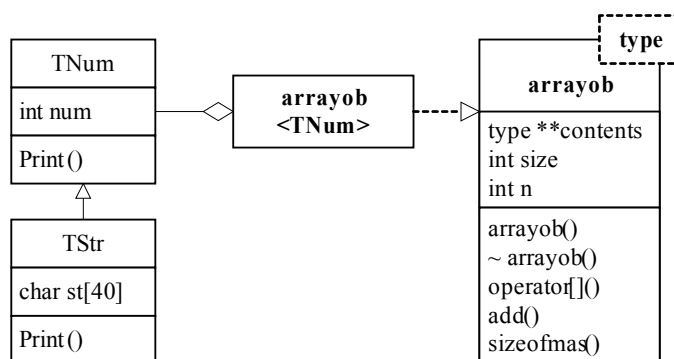 TNum
int num
Print()
TStr
char st[40]
Print()
arrayob
<TNum>
type
arrayob
type **contents
int size
int n
arrayob()
~ arrayob()
operator[]()
add()
sizeofmas()